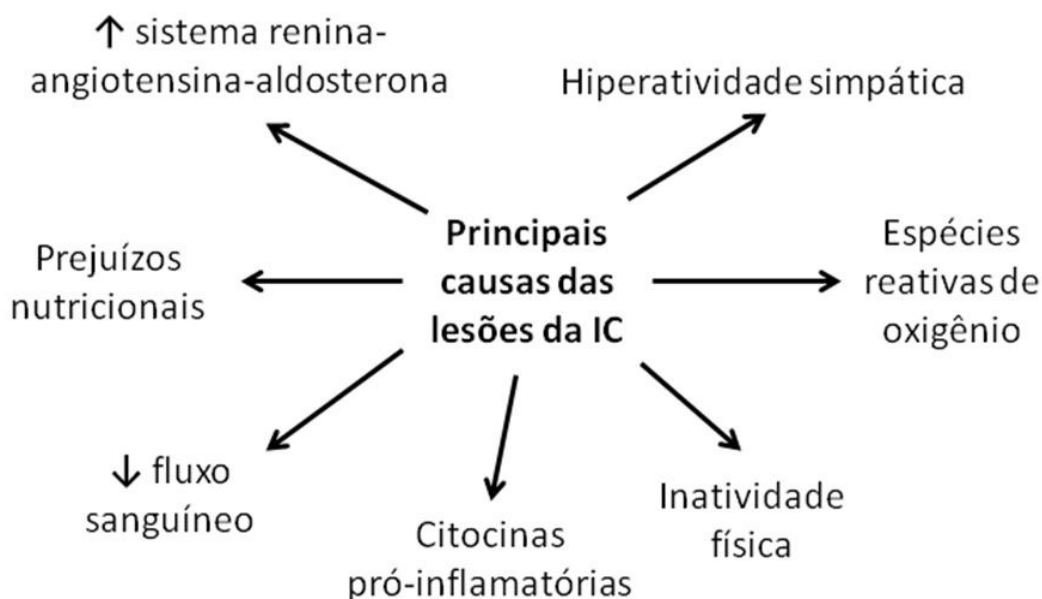 ↑ sistema renina-
angiotensina-aldosterona
Hiperatividade simpática
Principais
causas das
lesões da IC
Prejuízos
nutricionais
Espécies
reativas de
oxigênio
↓ fluxo
sanguíneo
Citocinas
pró-inflamatórias
Inatividade
física